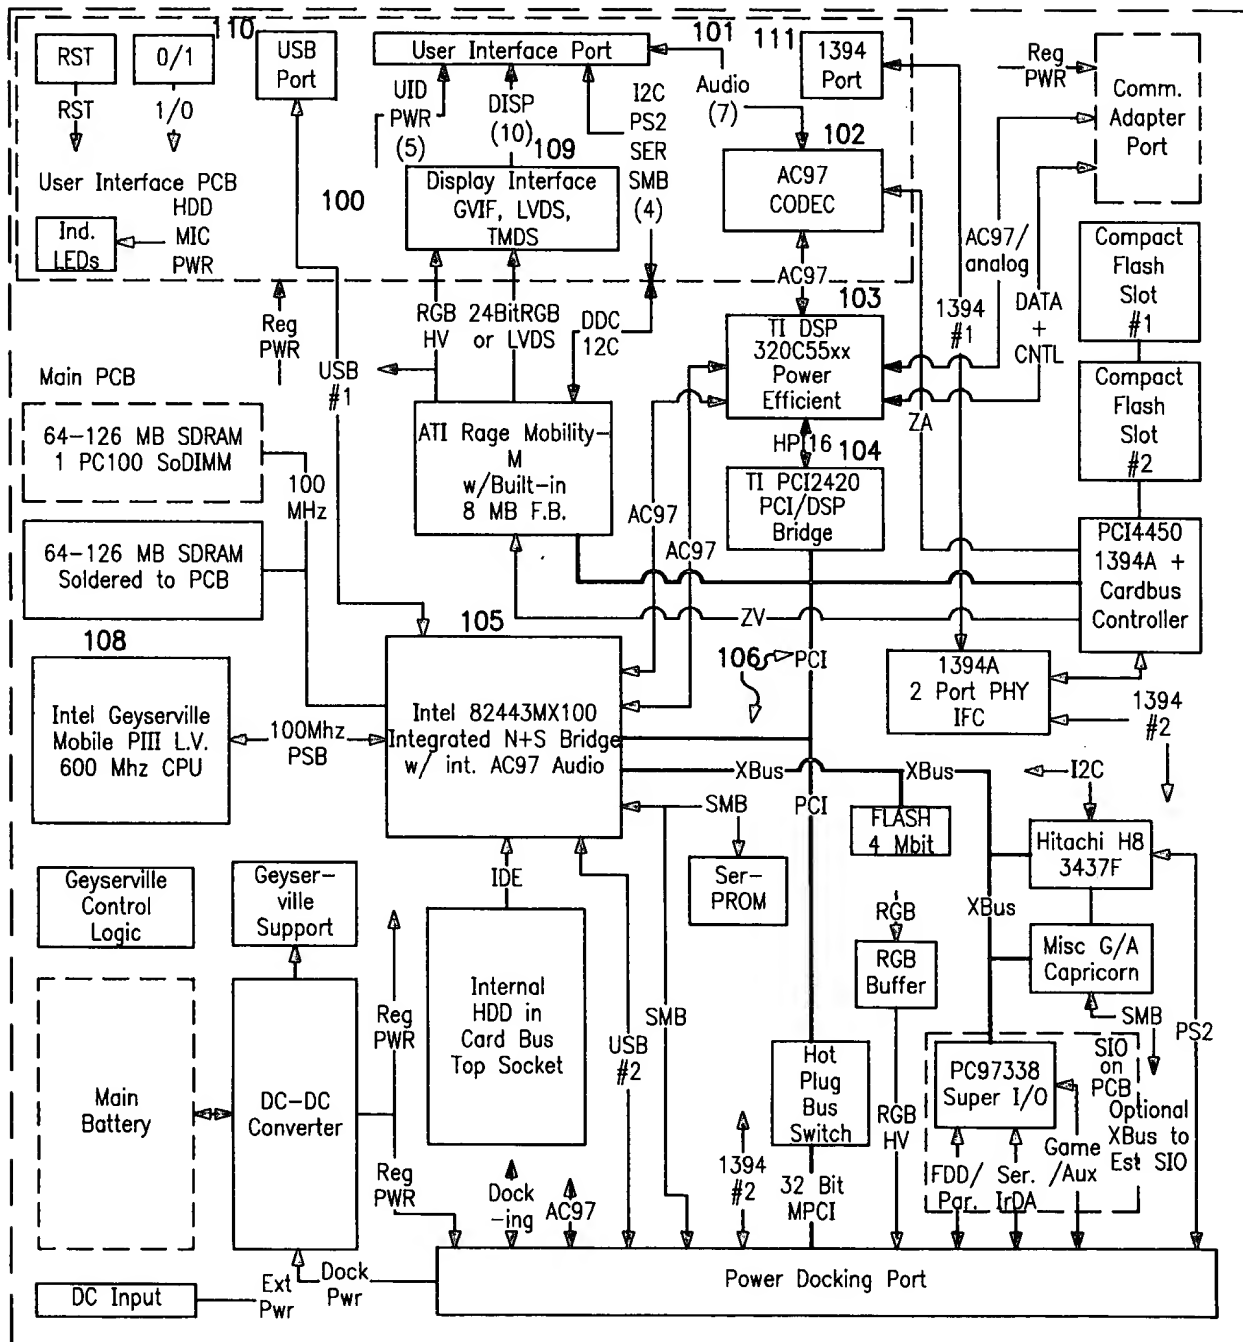 110
RST
0/1
USB
Port
User Interface Port
101
111
1394
Port
Reg
PWR
Comm.
Adapter
Port
RST
1/0
UID
PWR
(5)
DISP
(10)
I2C
PS2
SER
SMB
(4)
Audio
(7)
102
AC97
CODEC
109
100
Display Interface
GVIF, LVDS,
TMDS
User Interface PCB
HDD
MIC
PWR
Ind.
LEDs
AC97/
analog
Compact
Flash
Slot
#1
AC97
103
1394
#1
DATA
+
CNTL
Reg
PWR
USB
#1
RGB
HV
24BitRGB
or LVDS
DDC
12C
TI DSP
320C55xx
Power
Efficient
Compact
Flash
Slot
#2
Main PCB
64-126 MB SDRAM
1 PC100 SoDIMM
100
MHz
ATI Rage Mobility-
M
w/Built-in
8 MB F.B.
ZA
HPI16
104
TI PCI2420
PCI/DSP
Bridge
AC97
AC97
64-126 MB SDRAM
Soldered to PCB
PCI4450
1394A +
Cardbus
Controller
ZV
108
105
106
PCI
1394A
2 Port PHY
IFC
1394
#2
Intel Geyserville
Mobile PIII L.V.
600 Mhz CPU
100Mhz
PSB
Intel 82443MX100
Integrated N+S Bridge
w/ int. AC97 Audio
XBus
XBus
I2C
SMB
PCI
FLASH
4 Mbit
Hitachi H8
3437F
Geyserville
Control
Logic
Geyser-
ville
Support
IDE
Ser-
PROM
RGB
XBus
RGB
Buffer
Misc G/A
Capricorn
Internal
HDD in
Card Bus
Top Socket
Reg
PWR
SMB
USB
#2
SMB
PS2
Main
Battery
DC-DC
Converter
Hot
Plug
Bus
Switch
RGB
HV
PC97338
Super I/O
SIO
on
PCB
Optional
XBus to
Est SIO
Reg
PWR
Dock
-ing
AC97
1394
#2
32 Bit
MPCI
FDD/
Par.
Ser.
IrDA
Game
/Aux
DC Input
Ext
Pwr
Dock
Pwr
Power Docking Port